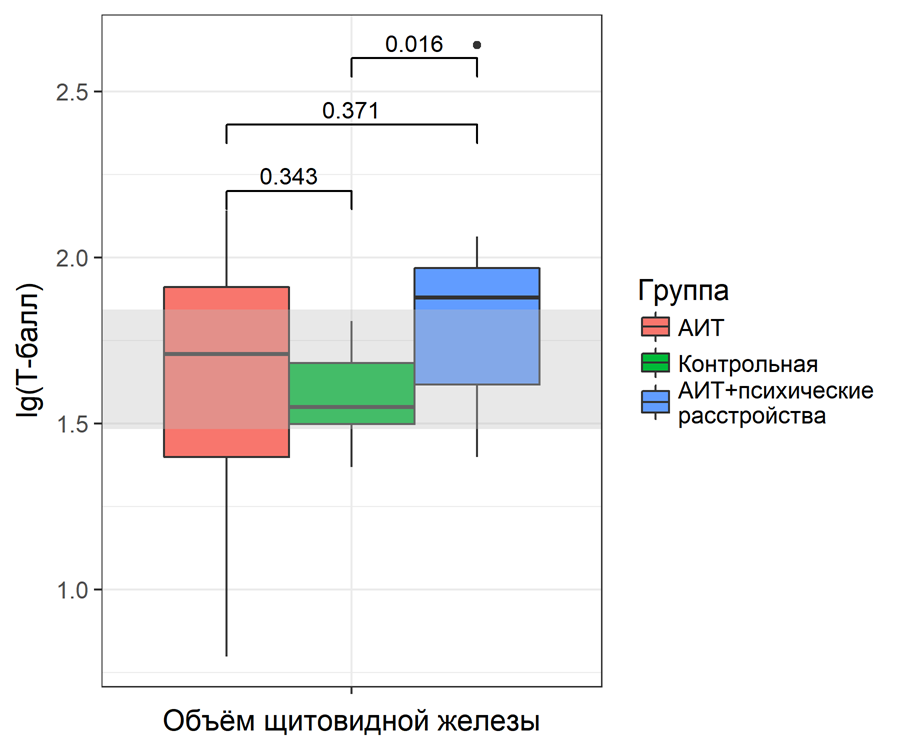 0.016
0.371
0.343
2.5
2.0
1.5
1.0
lg(Т-балл)
Объём щитовидной железы
Группа
АИТ
Контрольная
АИТ+психические
расстройства